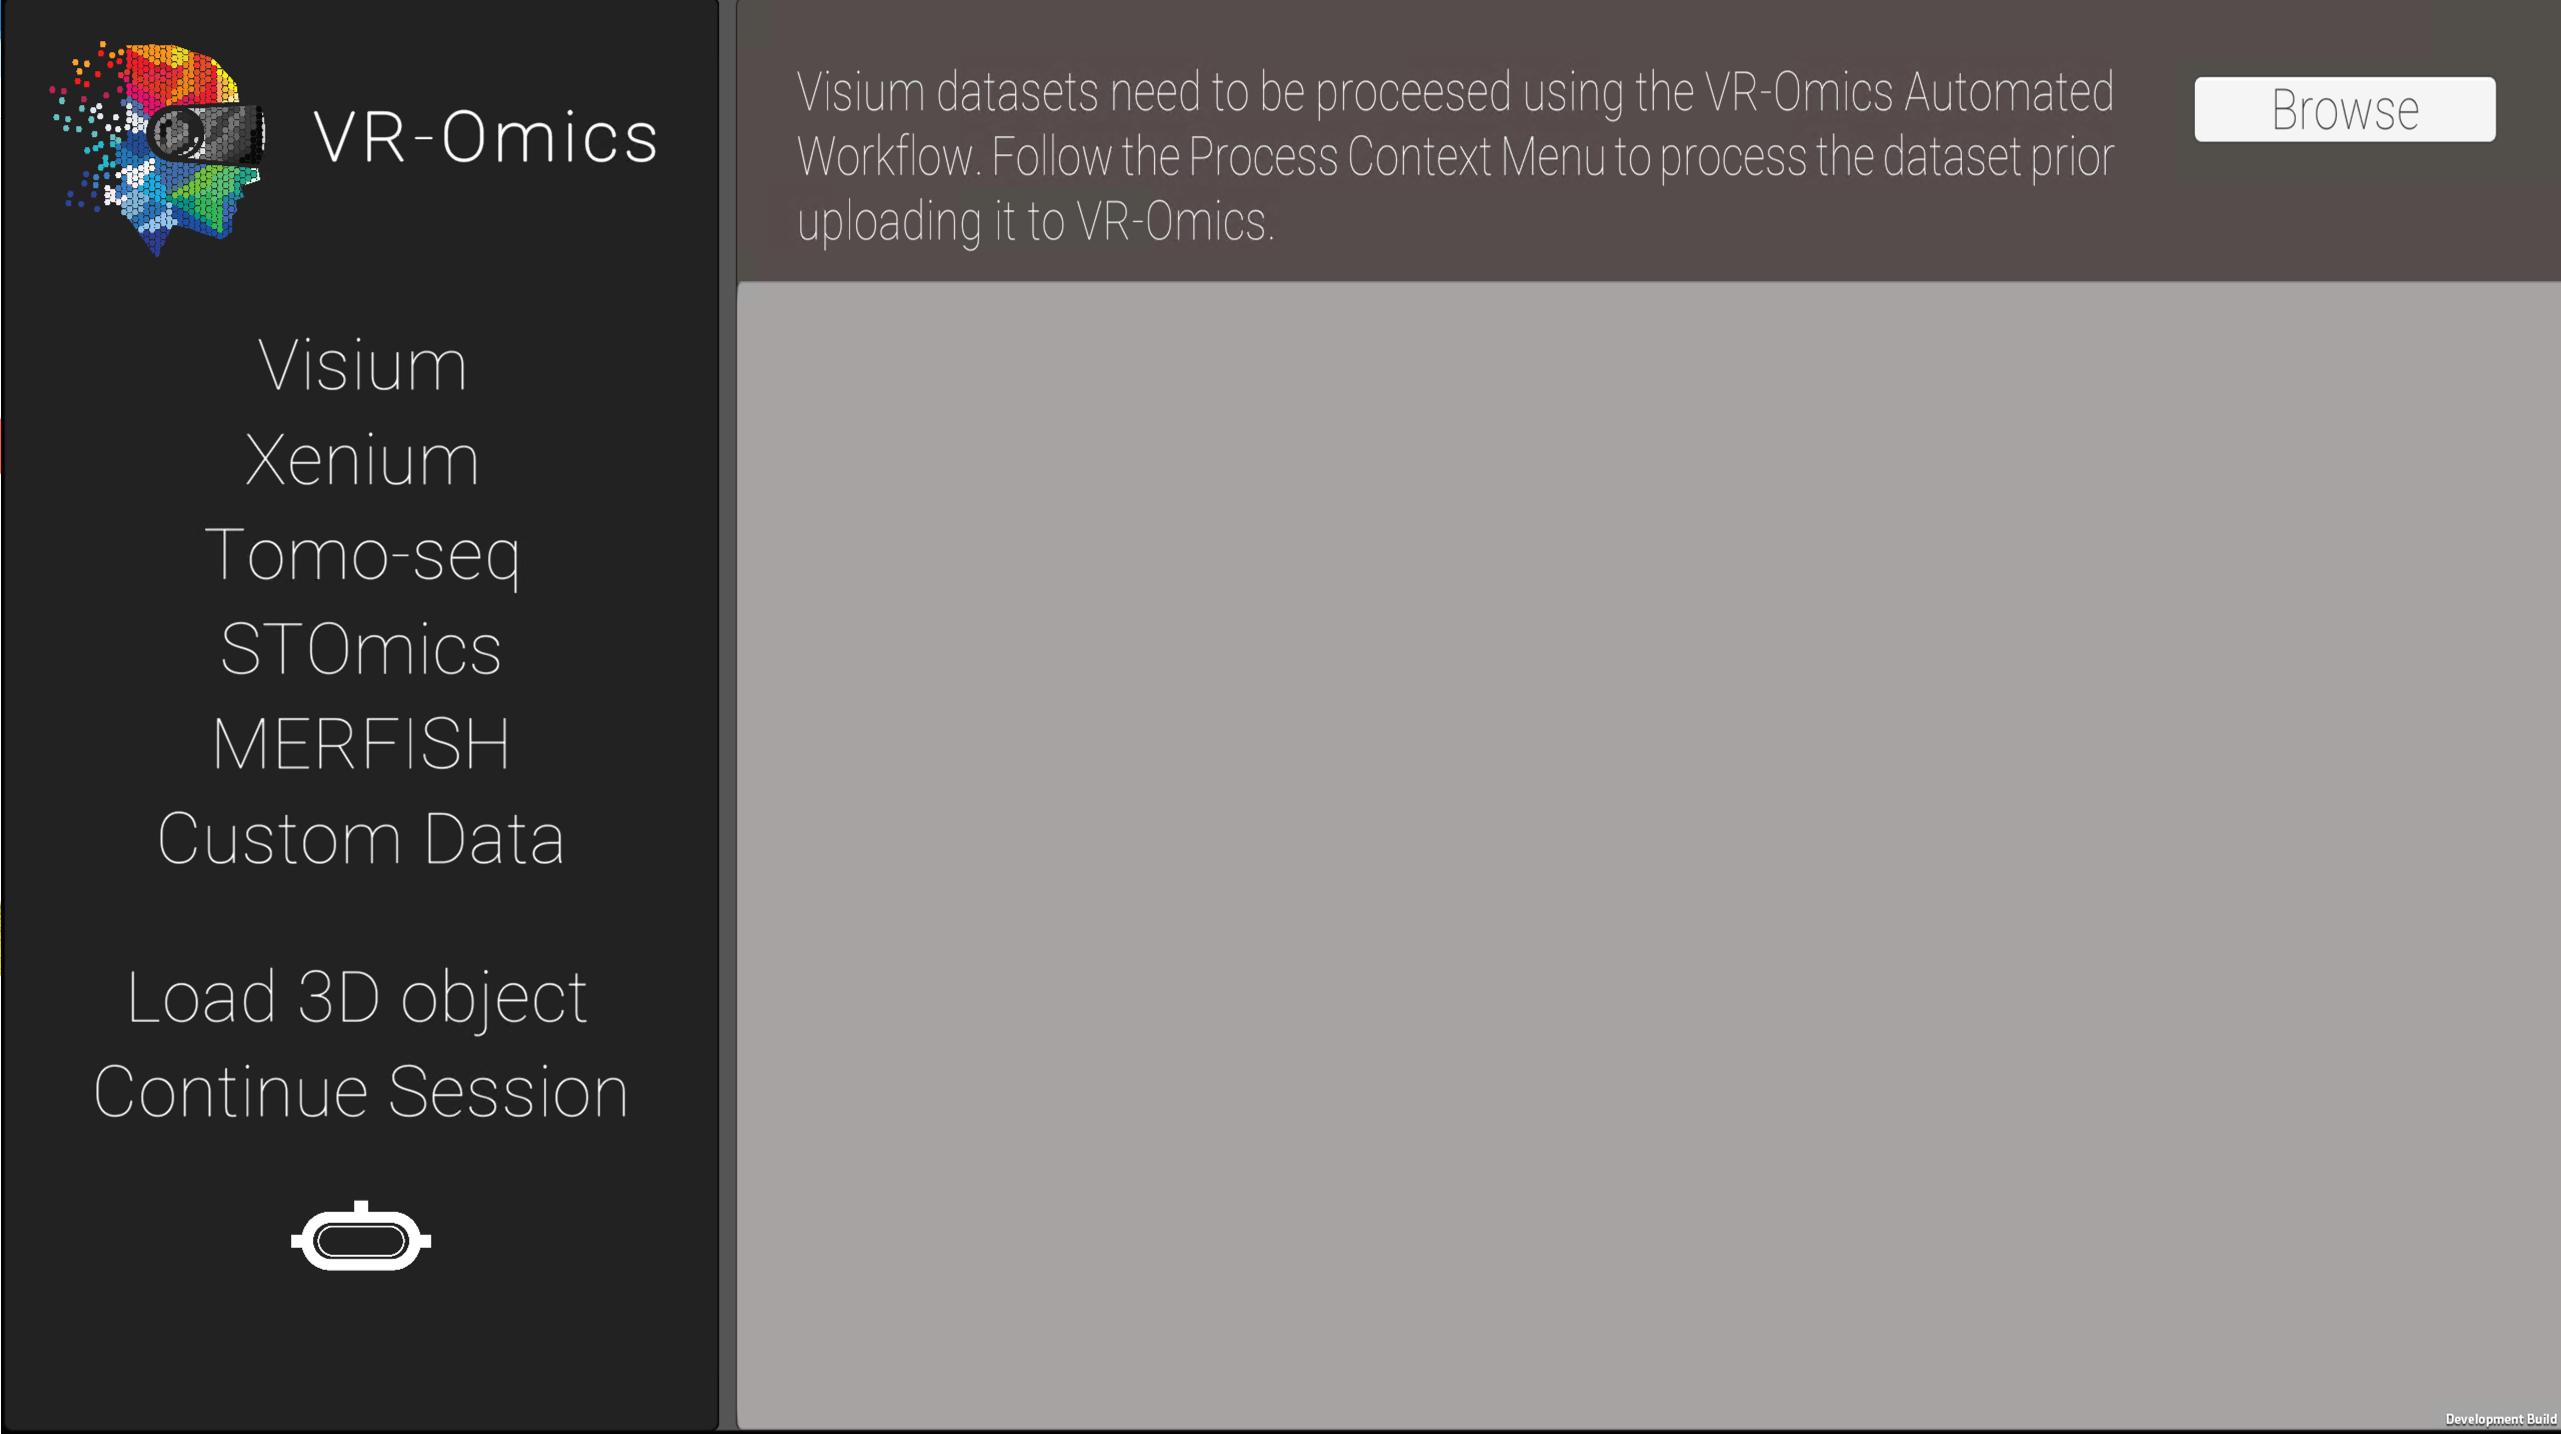 VR-Omics
Visium
Xenium
Tomo-seq
STOmics
MERFISH
Custom Data
Load 3D object
Continue Session
Visium datasets need to be proceesed using the VR-Omics Automated
Workflow. Follow the Process Context Menu to process the dataset prior
uploading it to VR-Omics.
Browse
Development Build